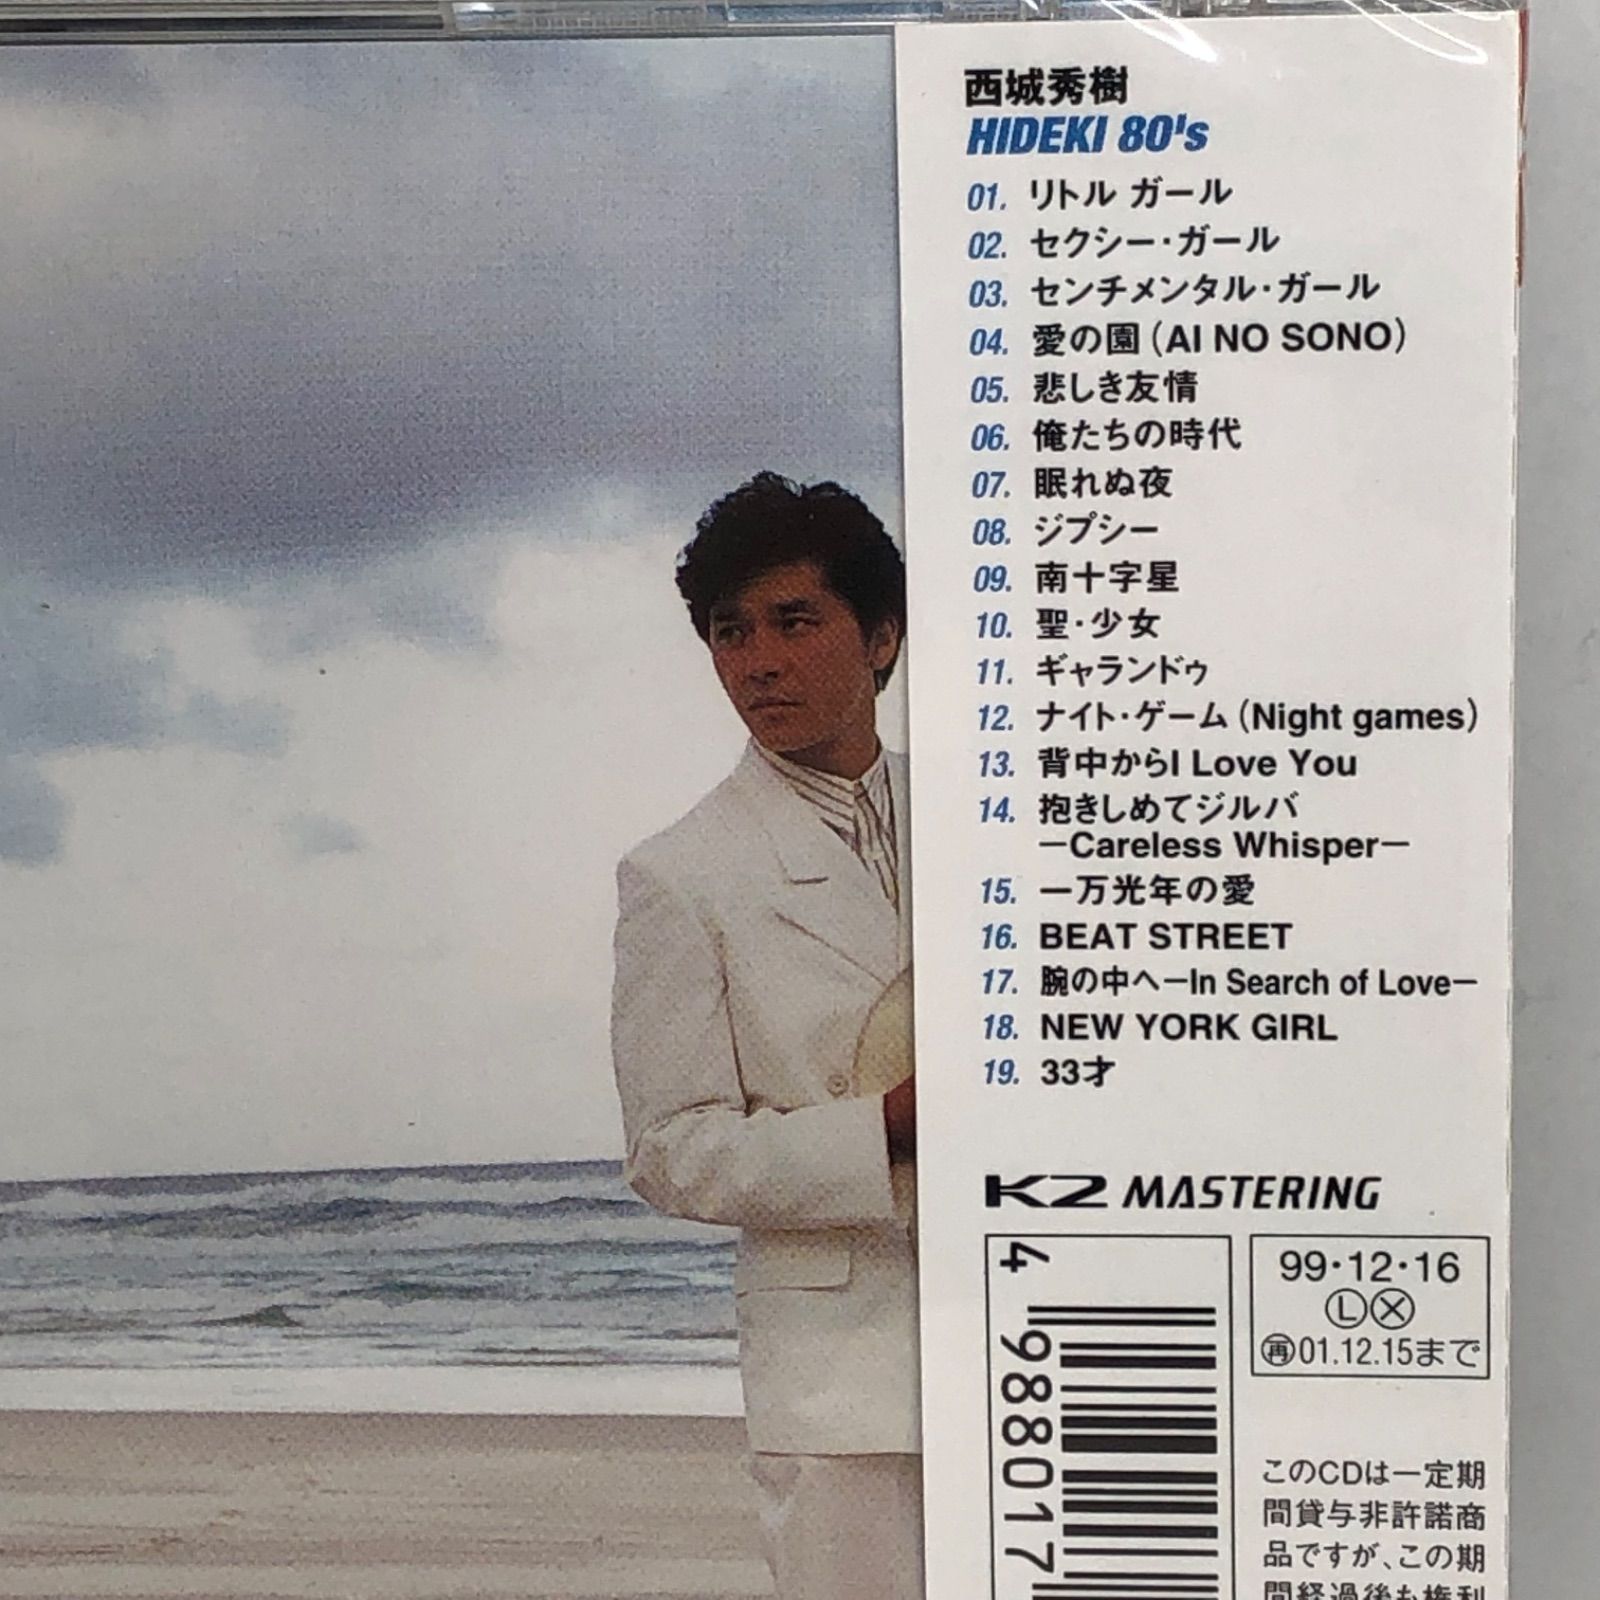 西城秀樹
HIDEKI 80's
01. リトル ガール
02. セクシー・ガール
03. センチメンタル・ガール
04. 愛の園(AI NO SONO)
05. 悲しき友情
06. 俺たちの時代
07. 眠れぬ夜
08. ジプシー
09. 南十字星
10. 聖・少女
11. ギャランドゥ
12. ナイト・ゲーム(Night games)
13. 背中からI Love You
14. 抱きしめてジルバ
―Careless Whisper―
15. 一万光年の愛
16. BEAT STREET
17. 腕の中へ―In Search of Love―
18. NEW YORK GIRL
19. 33才
K2 MASTERING
4 988017
99・12・16
Ⓛ Ⓧ
㊢01.12.15まで
このCDは一定期
間貸与非許諾商
品ですが、この期
間経過後も権利